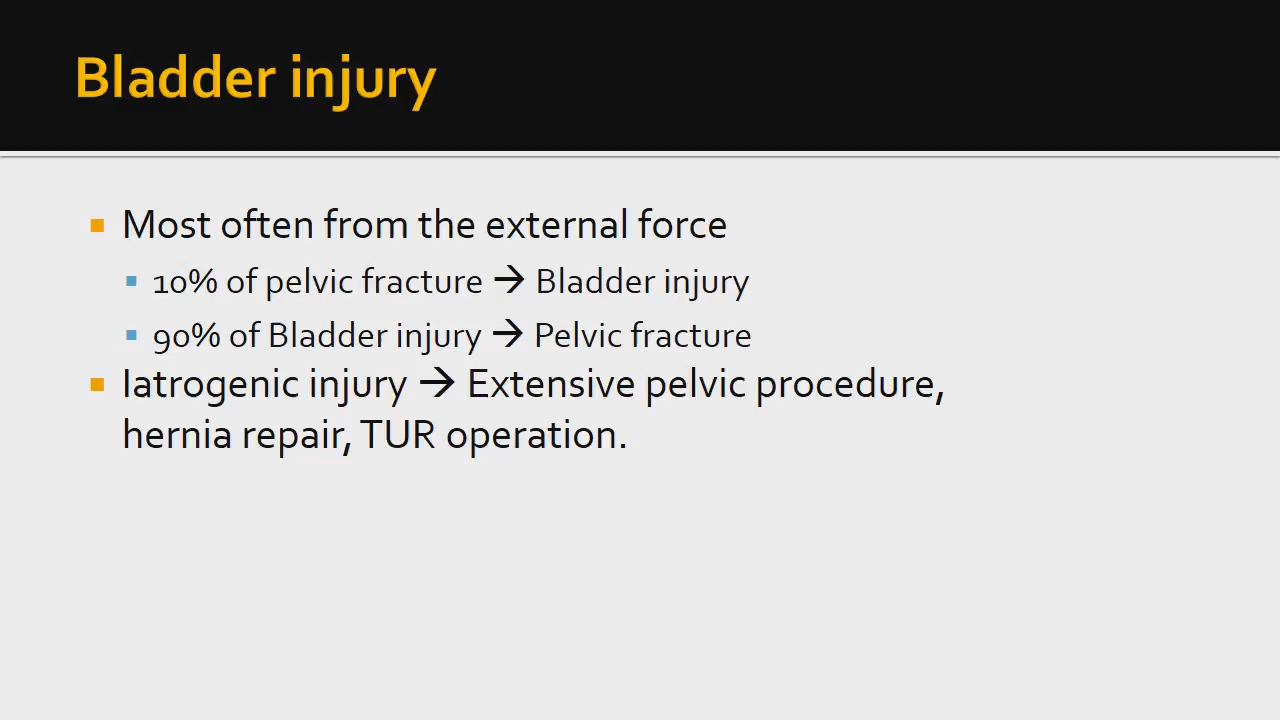 Bladder injury
Most often from the external force
10% of pelvic fracture → Bladder injury
90% of Bladder injury → Pelvic fracture
Iatrogenic injury → Extensive pelvic procedure,
hernia repair, TUR operation.